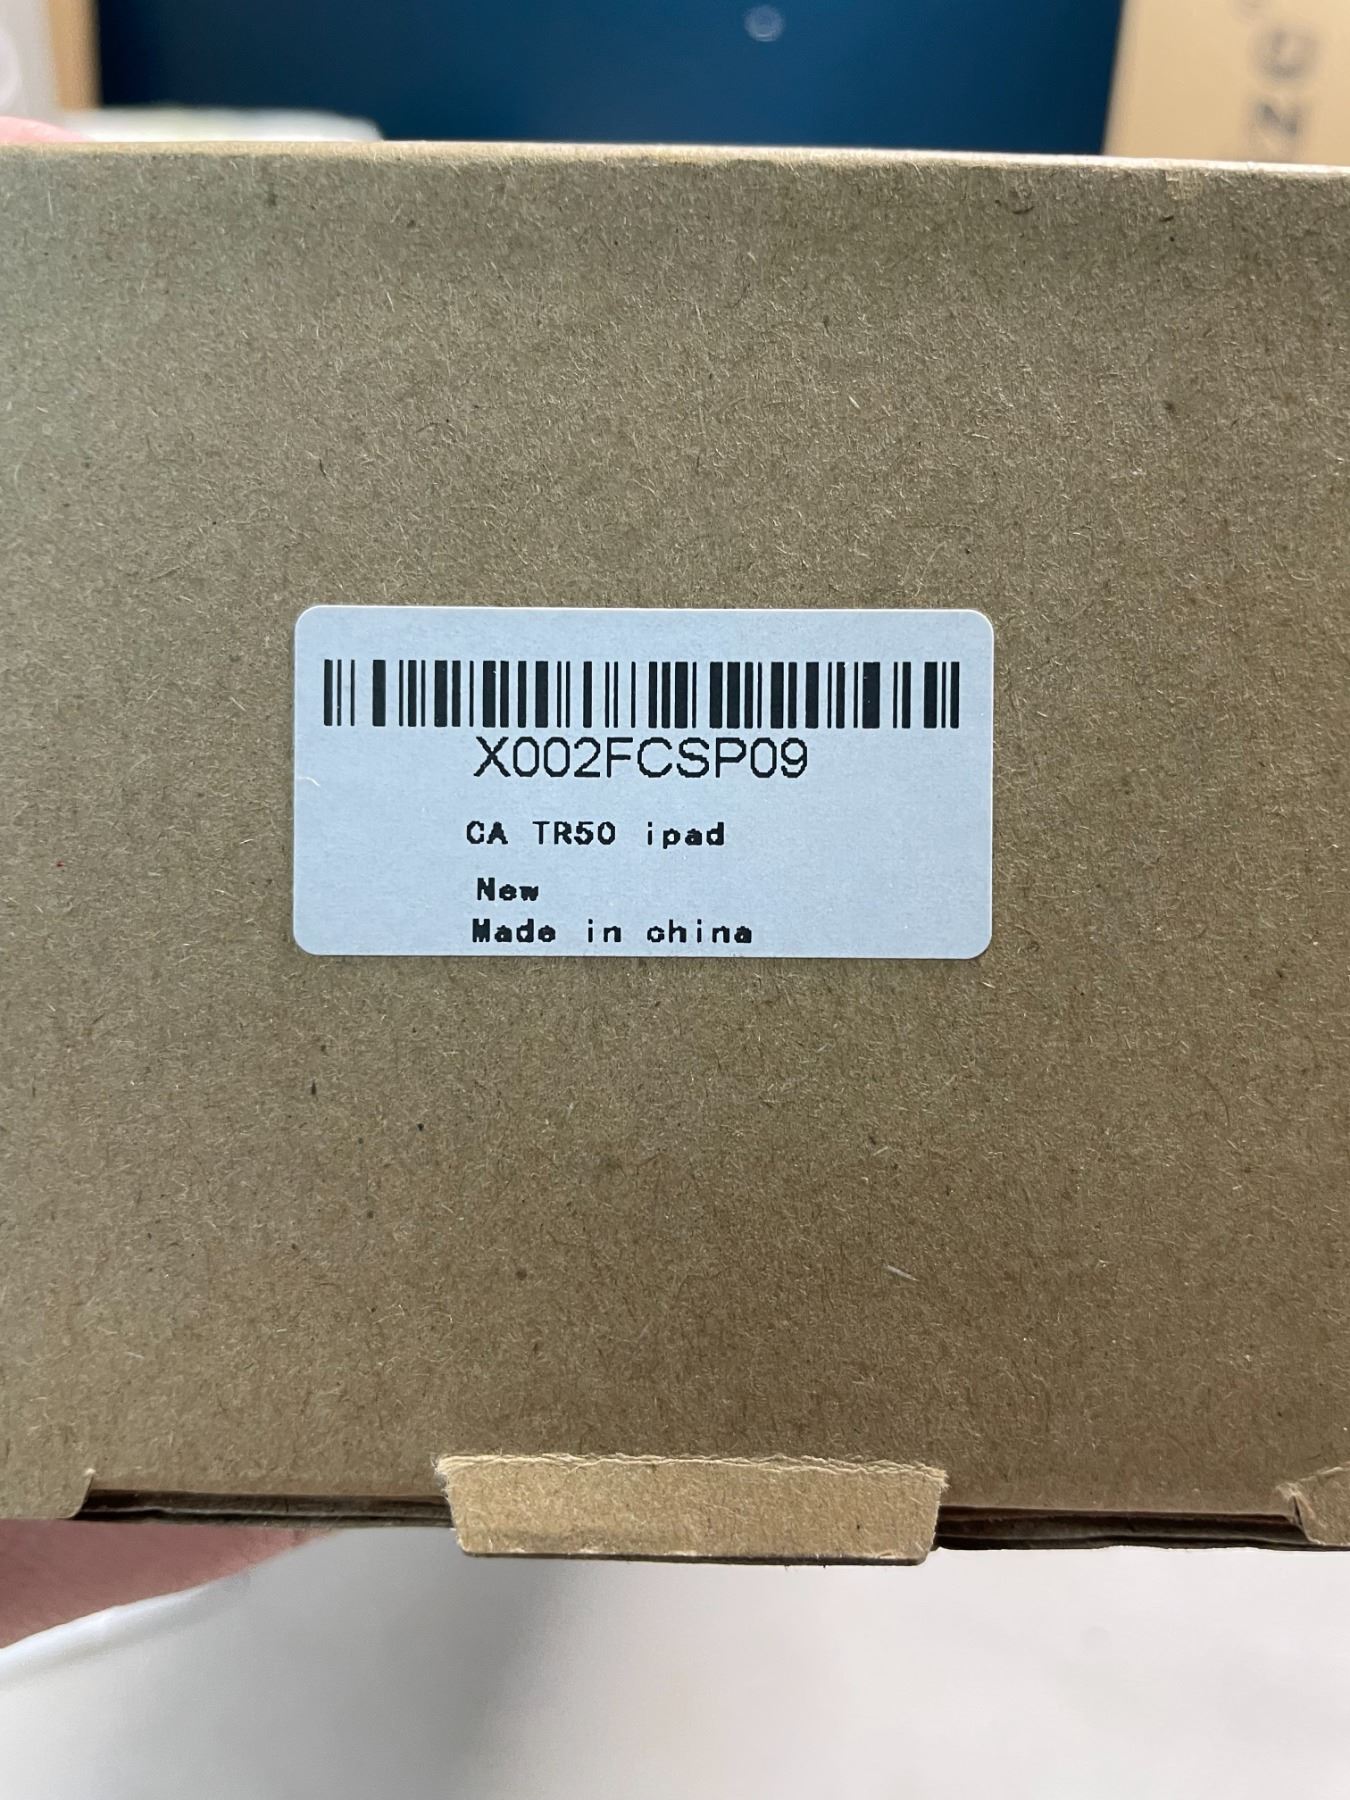 X002FCSP09
CA TR50 ipad
New
Made in china